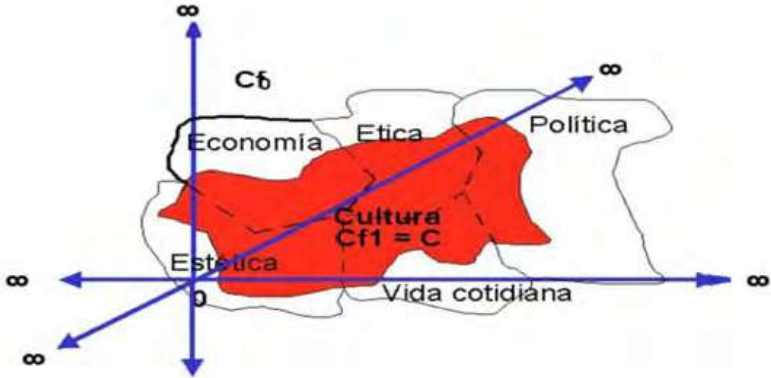 ∞
Cf0
∞
Economía
Etica
Política
Cultura
Cf1 = C
Estética
∞
∞
0
Vida cotidiana
∞